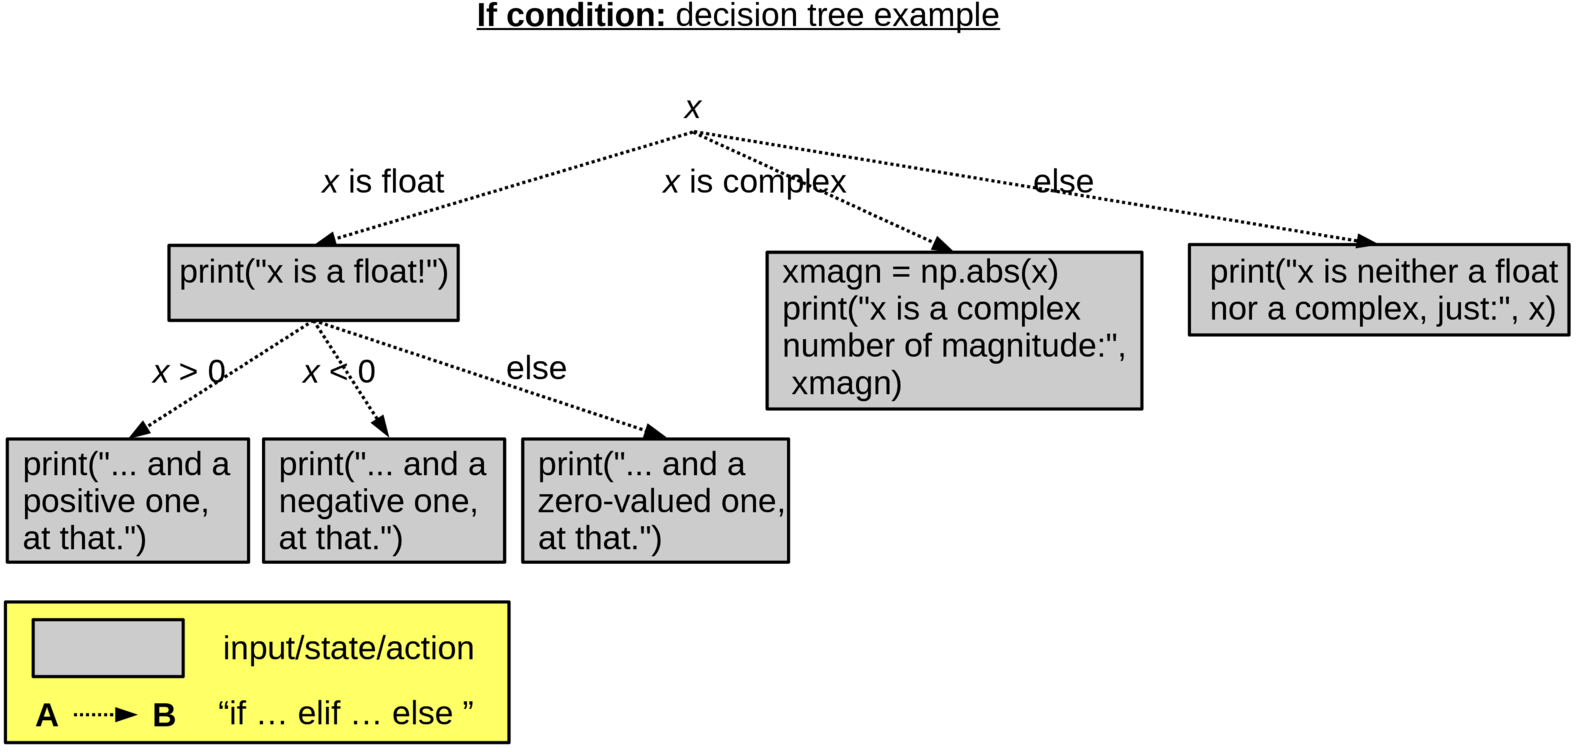 If condition: decision tree example
x
x is float
x is complex
else
print("x is a float!")
xmagn = np.abs(x)
print("x is a complex
number of magnitude:",
xmagn)
print("x is neither a float
nor a complex, just:", x)
x > 0
x < 0
else
print("... and a
positive one,
at that.")
print("... and a
negative one,
at that.")
print("... and a
zero-valued one,
at that.")
input/state/action
A B “if … elif … else ”